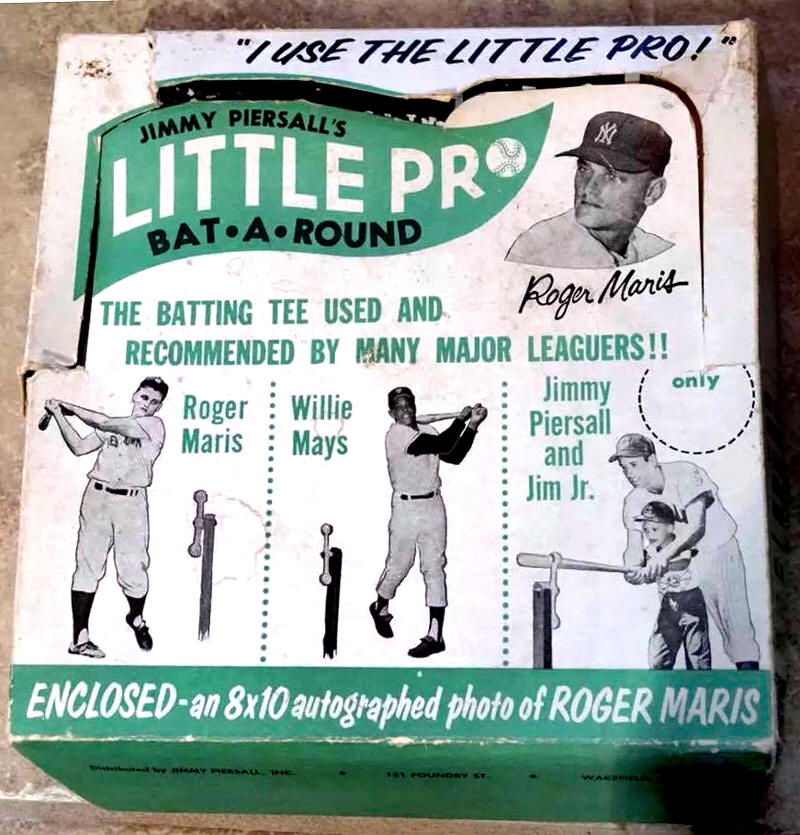 "I USE THE LITTLE PRO!"
JIMMY PIERSALL'S
LITTLE PRO
BAT•A•ROUND
NY
Roger Maris
THE BATTING TEE USED AND
RECOMMENDED BY MANY MAJOR LEAGUERS!!
Roger
Maris
Willie
Mays
Jimmy
Piersall
and
Jim Jr.
only
ENCLOSED-an 8x10 autographed photo of ROGER MARIS
Distributed by JIMMY PIERSALL, INC. • 151 FOUNDRY ST. • WAKEFIELD,